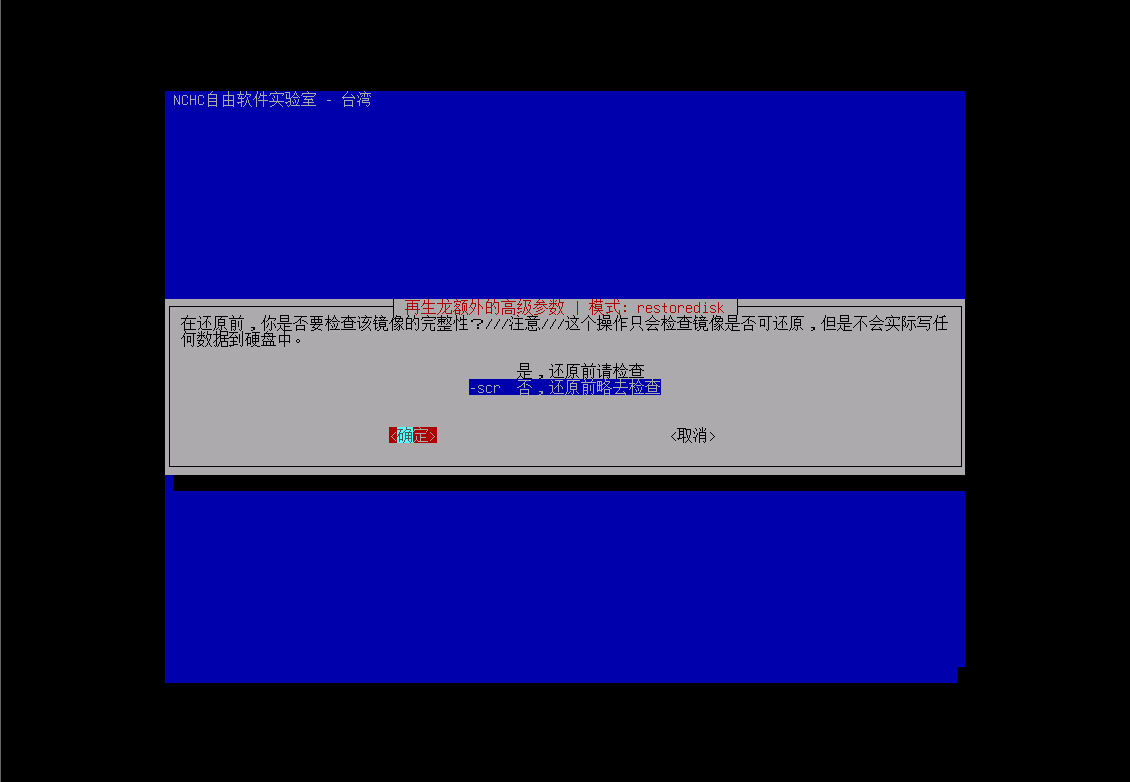 NCHC自由软件实验室 - 台湾
再生龙额外的高级参数 | 模式: restoredisk
在还原前,你是否要检查该镜像的完整性?///注意///这个操作只会检查镜像是否可还原,但是不会实际写任
何数据到硬盘中。
是,还原前请检查
-scr 否,还原前略去检查
<确定> <取消>